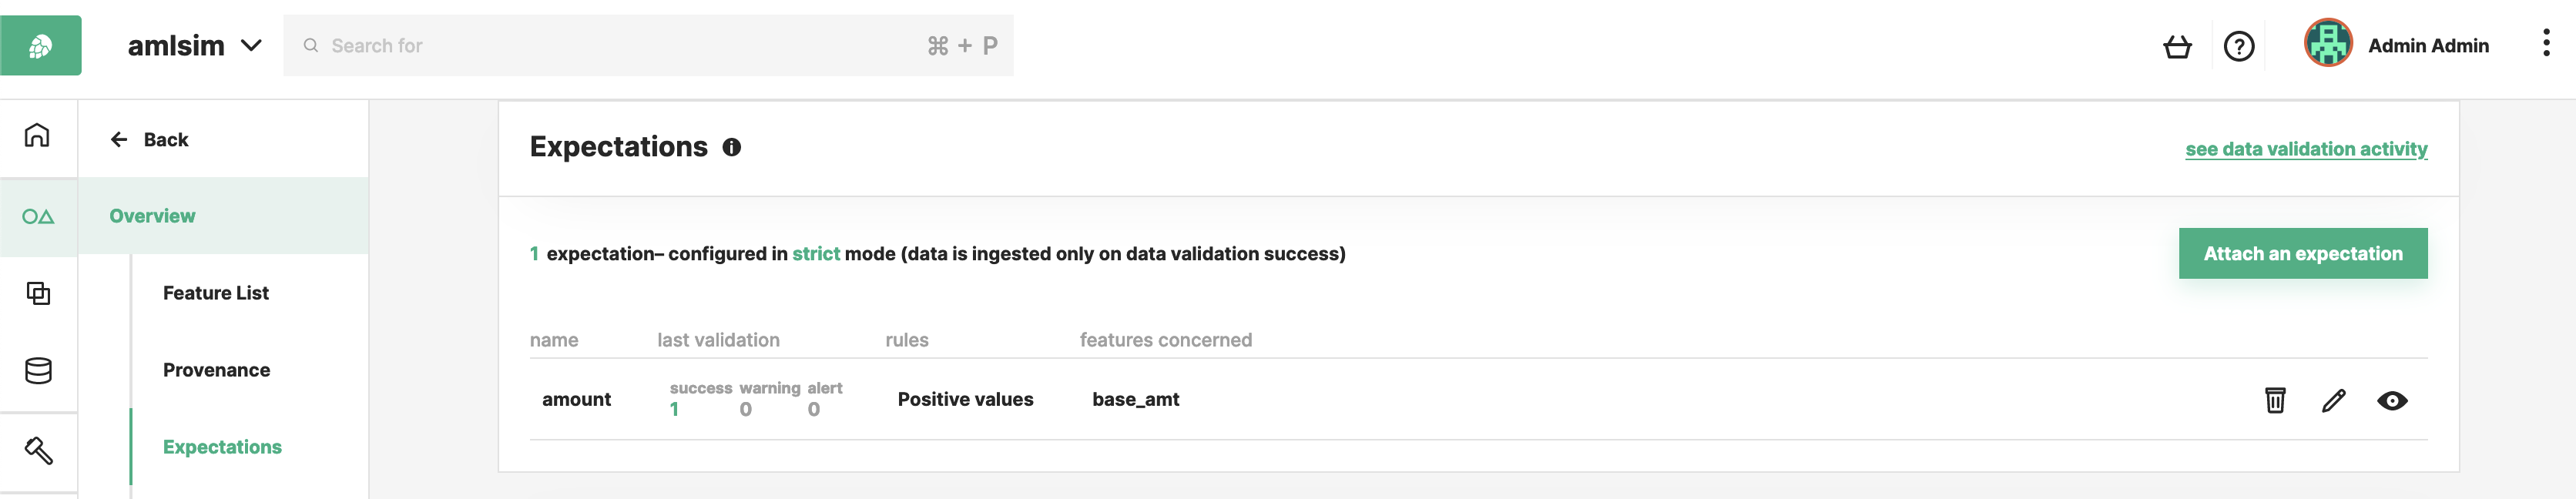 amlsim
Search for
⌘ + P
Admin Admin
Back
Overview
Feature List
Provenance
Expectations
Expectations
see data validation activity
1 expectation– configured in strict mode (data is ingested only on data validation success)
Attach an expectation
name last validation rules features concerned
success warning alert
amount 1 0 0 Positive values base_amt